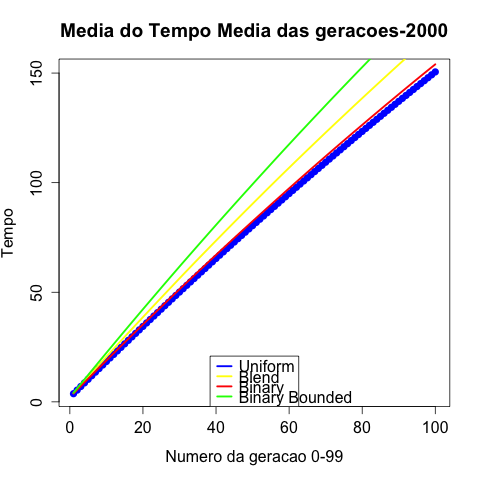 Media do Tempo Media das geracoes-2000
Tempo
150
100
50
0
Uniform
Blend
Binary
Binary Bounded
0 20 40 60 80 100
Numero da geracao 0-99